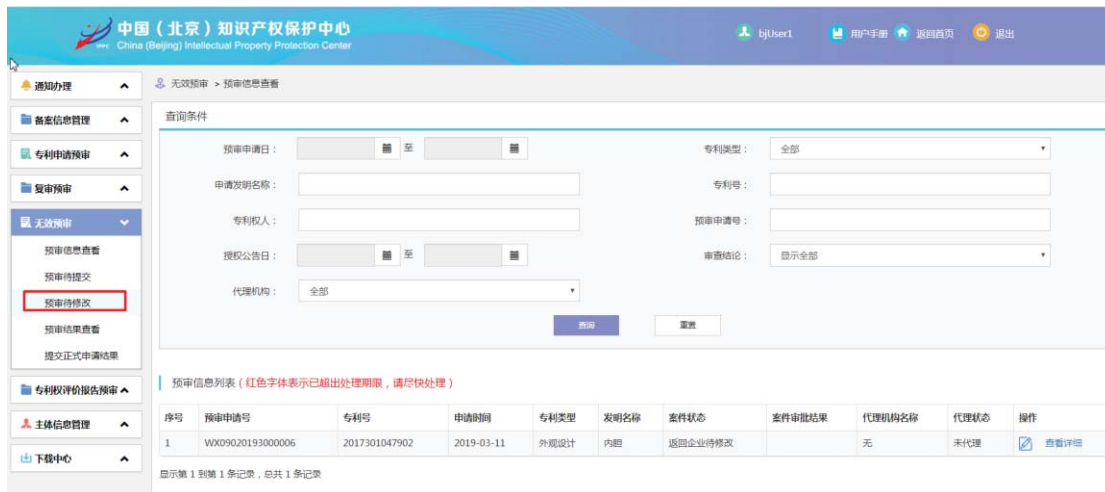 中国（北京）知识产权保护中心
China (Beijing) Intellectual Property Protection Center
bjUser1 用户手册 返回首页 退出
通知办理
备案信息管理
专利申请预审
复审预审
无效预审
预审信息查看
预审待提交
预审待修改
预审结果查看
提交正式申请结果
专利权评价报告预审
主体信息管理
下载中心
无效预审 > 预审信息查看
查询条件
预审申请日： 至 专利类型： 全部
申请发明名称： 专利号：
专利权人： 预审申请号：
授权公告日： 至 审查结论： 显示全部
代理机构： 全部
查询 重置
预审信息列表（红色字体表示已超出处理期限，请尽快处理）
序号 预审申请号 专利号 申请时间 专利类型 发明名称 案件状态 案件审批结果 代理机构名称 代理状态 操作
1 WX09020193000006 2017301047902 2019-03-11 外观设计 内胆 返回企业待修改 无 未代理 查看详细
显示第 1 到第 1 条记录，总共 1 条记录